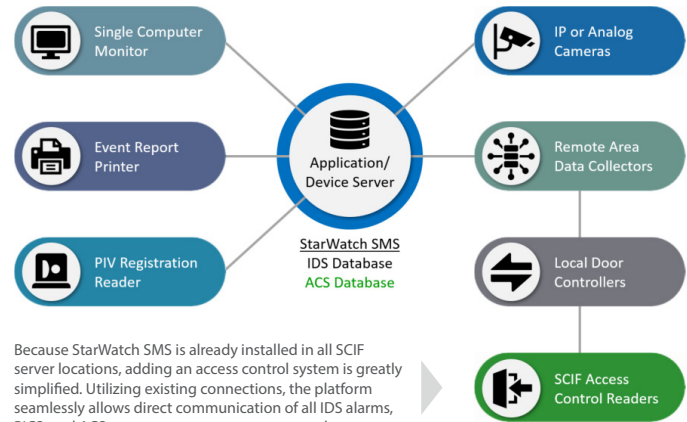 Single Computer
Monitor
IP or Analog
Cameras
Event Report
Printer
Application/
Device Server
Remote Area
Data Collectors
StarWatch SMS
IDS Database
ACS Database
PIV Registration
Reader
Local Door
Controllers
Because StarWatch SMS is already installed in all SCIF
server locations, adding an access control system is greatly
simplified. Utilizing existing connections, the platform
seamlessly allows direct communication of all IDS alarms,
SCIF Access
Control Readers